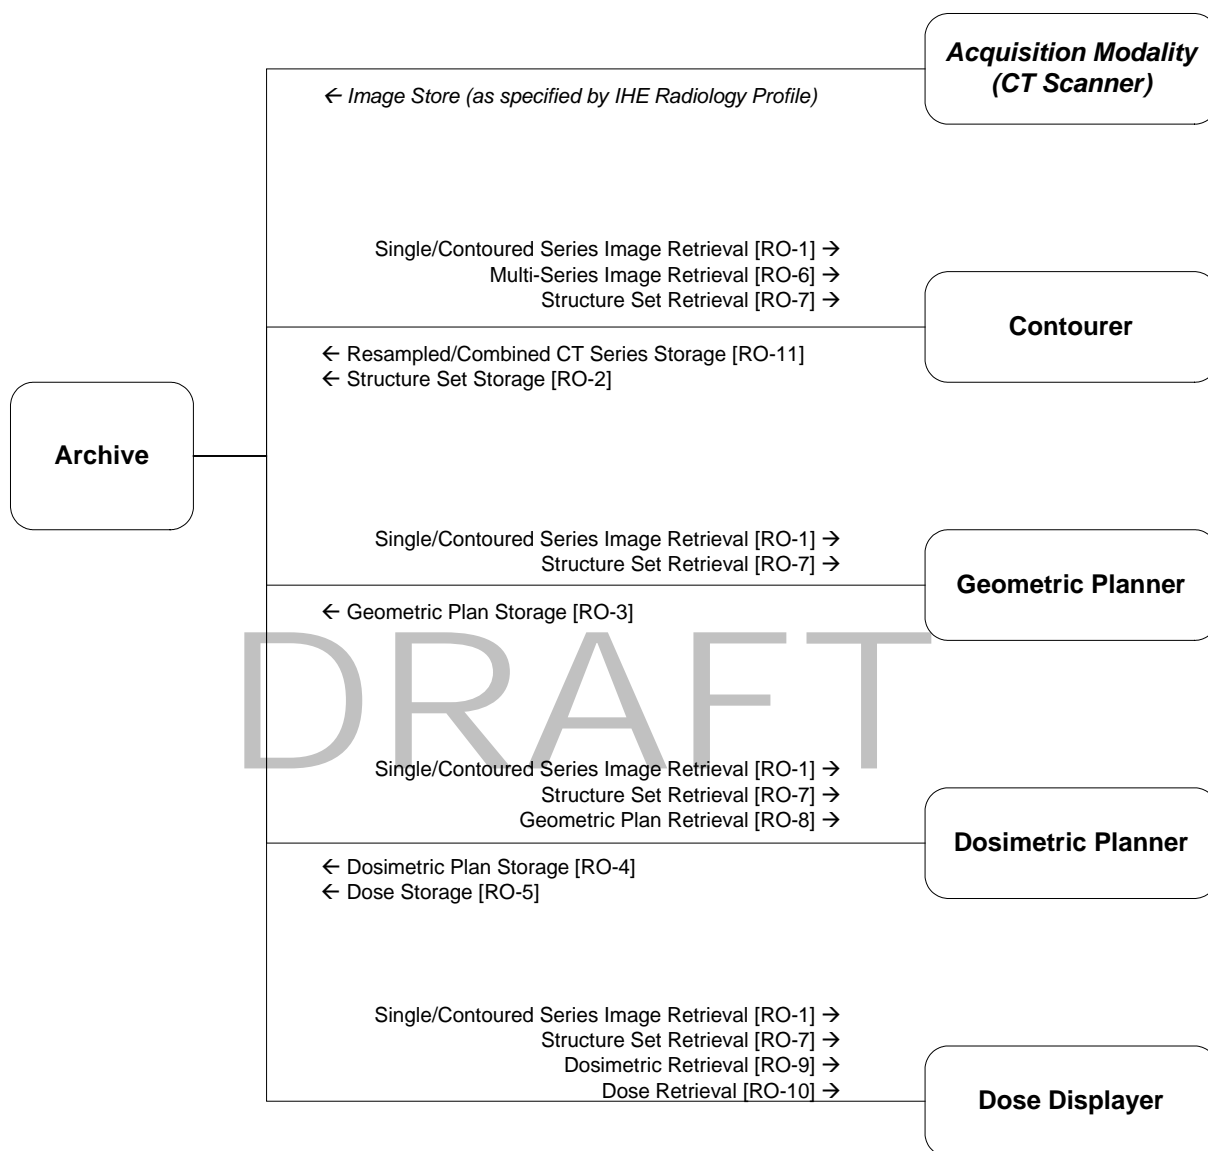 Acquisition Modality
(CT Scanner)
← Image Store (as specified by IHE Radiology Profile)
Single/Contoured Series Image Retrieval [RO-1] →
Multi-Series Image Retrieval [RO-6] →
Structure Set Retrieval [RO-7] →
Contourer
← Resampled/Combined CT Series Storage [RO-11]
← Structure Set Storage [RO-2]
Archive
Single/Contoured Series Image Retrieval [RO-1] →
Structure Set Retrieval [RO-7] →
Geometric Planner
← Geometric Plan Storage [RO-3]
DRAFT
Single/Contoured Series Image Retrieval [RO-1] →
Structure Set Retrieval [RO-7] →
Geometric Plan Retrieval [RO-8] →
Dosimetric Planner
← Dosimetric Plan Storage [RO-4]
← Dose Storage [RO-5]
Single/Contoured Series Image Retrieval [RO-1] →
Structure Set Retrieval [RO-7] →
Dosimetric Retrieval [RO-9] →
Dose Retrieval [RO-10] →
Dose Displayer